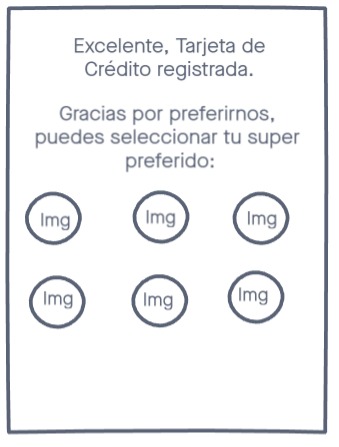 Excelente, Tarjeta de
Crédito registrada.
Gracias por preferirnos,
puedes seleccionar tu super
preferido:
Img Img Img
Img Img Img